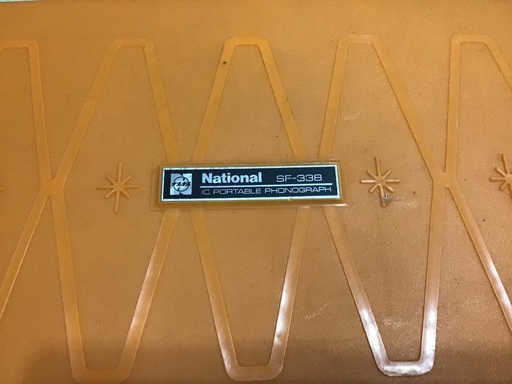 National SF-338
IC PORTABLE PHONOGRAPH